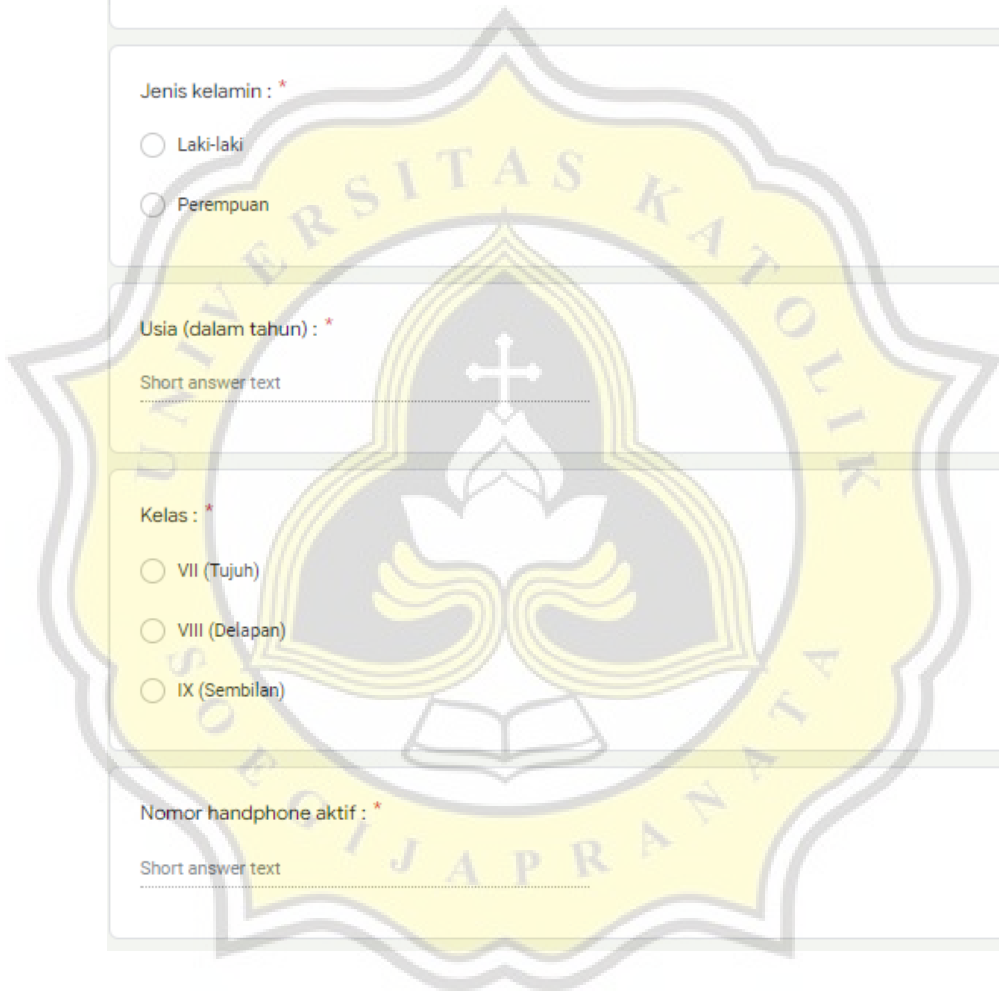 Jenis kelamin : *
Laki-laki
Perempuan
Usia (dalam tahun) : *
Short answer text
Kelas : *
VII (Tujuh)
VIII (Delapan)
IX (Sembilan)
Nomor handphone aktif : *
Short answer text
UNIVERSITAS KATOLIK
SOEGIJAPRANATA